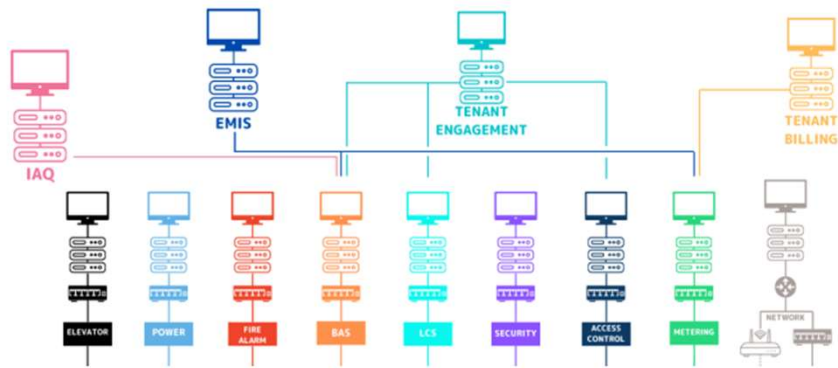 EMIS
TENANT
ENGAGEMENT
TENANT
BILLING
IAQ
NETWORK
ELEVATOR
POWER
FIRE
ALARM
BAS
LCS
SECURITY
ACCESS
CONTROL
METERING